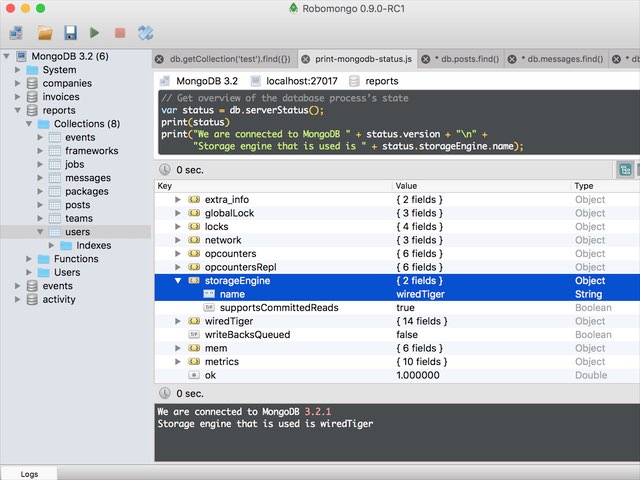 Robomongo 0.9.0-RC1
db.getCollection('test').find({})
print-mongodb-status.js
* db.posts.find()
* db.messages.find()
MongoDB 3.2 (6)
System
companies
invoices
reports
Collections (8)
events
frameworks
jobs
messages
packages
posts
teams
users
Indexes
Functions
Users
events
activity
MongoDB 3.2 localhost:27017 reports
// Get overview of the database process's state
var status = db.serverStatus();
print(status)
print("We are connected to MongoDB " + status.version + "\n" +
"Storage engine that is used is " + status.storageEngine.name);
0 sec.
Key Value Type
extra_info { 2 fields } Object
globalLock { 3 fields } Object
locks { 4 fields } Object
network { 3 fields } Object
opcounters { 6 fields } Object
opcountersRepl { 6 fields } Object
storageEngine { 2 fields } Object
name wiredTiger String
supportsCommittedReads true Boolean
wiredTiger { 14 fields } Object
writeBacksQueued false Boolean
mem { 6 fields } Object
metrics { 10 fields } Object
ok 1.000000 Double
0 sec.
We are connected to MongoDB 3.2.1
Storage engine that is used is wiredTiger
Logs